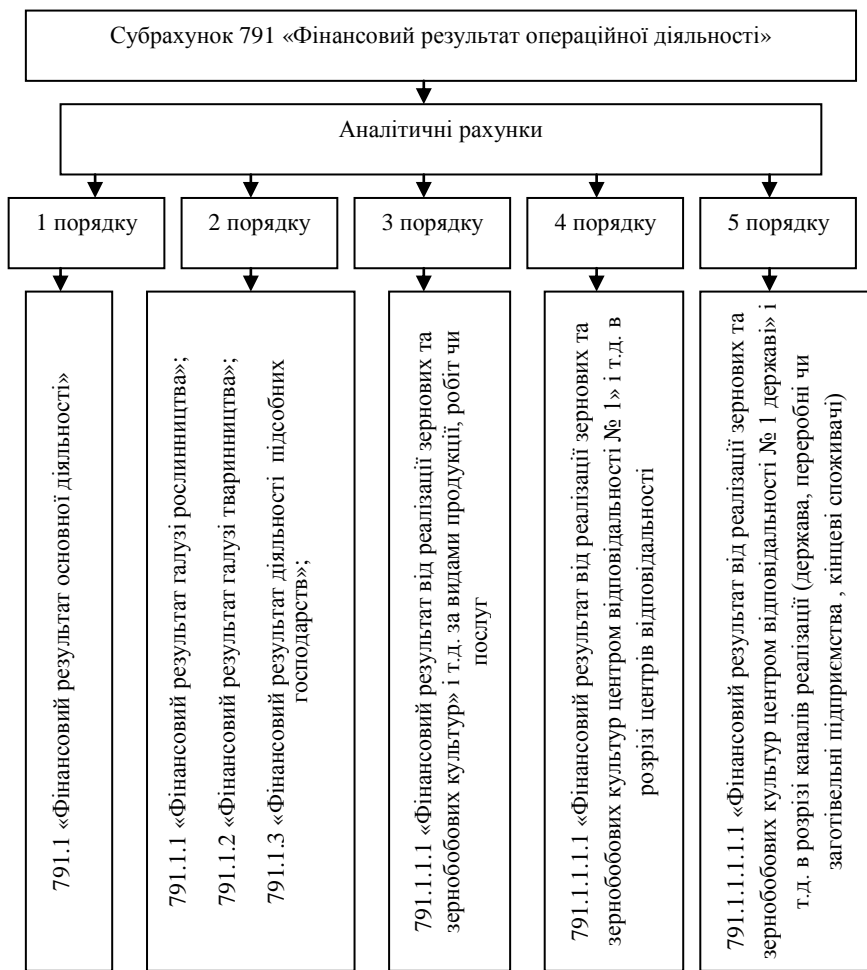 Субрахунок 791 «Фінансовий результат операційної діяльності»
Аналітичні рахунки
1 порядку
2 порядку
3 порядку
4 порядку
5 порядку
791.1 «Фінансовий результат основної діяльності»
791.1.1 «Фінансовий результат галузі рослинництва»;
791.1.2 «Фінансовий результат галузі тваринництва»;
791.1.3 «Фінансовий результат діяльності підсобних
господарств»;
791.1.1.1 «Фінансовий результат від реалізації зернових та
зернобобових культур» і т.д. за видами продукції, робіт чи
послуг
791.1.1.1.1 «Фінансовий результат від реалізації зернових та
зернобобових культур центром відповідальності № 1» і т.д. в
розрізі центрів відповідальності
791.1.1.1.1.1 «Фінансовий результат від реалізації зернових та
зернобобових культур центром відповідальності № 1 державі» і
т.д. в розрізі каналів реалізації (держава, переробні чи
заготівельні підприємства , кінцеві споживачі)